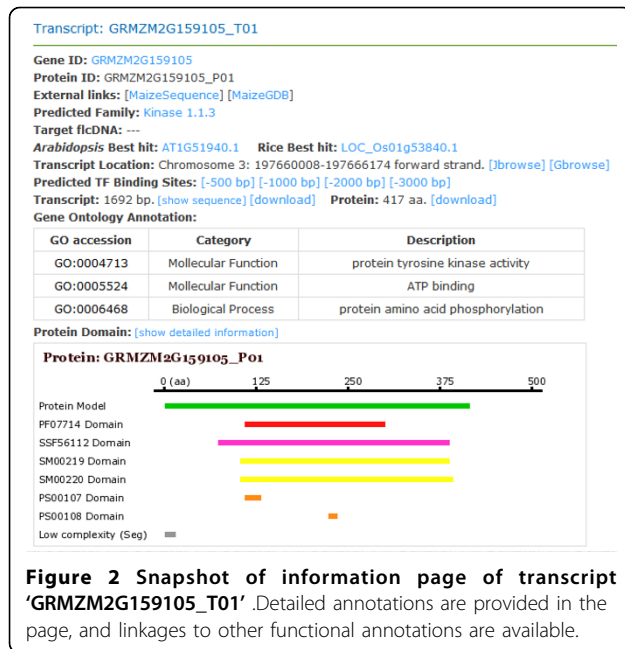 Transcript: GRMZM2G159105_T01
Gene ID: GRMZM2G159105
Protein ID: GRMZM2G159105_P01
External links: [MaizeSequence] [MaizeGDB]
Predicted Family: Kinase 1.1.3
Target flcDNA: ---
Arabidopsis Best hit: AT1G51940.1 Rice Best hit: LOC_Os01g53840.1
Transcript Location: Chromosome 3: 197660008-197666174 forward strand. [Jbrowse] [Gbrowse]
Predicted TF Binding Sites: [-500 bp] [-1000 bp] [-2000 bp] [-3000 bp]
Transcript: 1692 bp. [show sequence] [download] Protein: 417 aa. [download]
Gene Ontology Annotation:
GO accession Category Description
GO:0004713 Molecular Function protein tyrosine kinase activity
GO:0005524 Molecular Function ATP binding
GO:0006468 Biological Process protein amino acid phosphorylation
Protein Domain: [show detailed information]
Protein: GRMZM2G159105_P01
0 (aa) 125 250 375 500
Protein Model
PF07714 Domain
SSF56112 Domain
SM00219 Domain
SM00220 Domain
PS00107 Domain
PS00108 Domain
Low complexity (Seg)
Figure 2 Snapshot of information page of transcript
'GRMZM2G159105_T01' .Detailed annotations are provided in the
page, and linkages to other functional annotations are available.